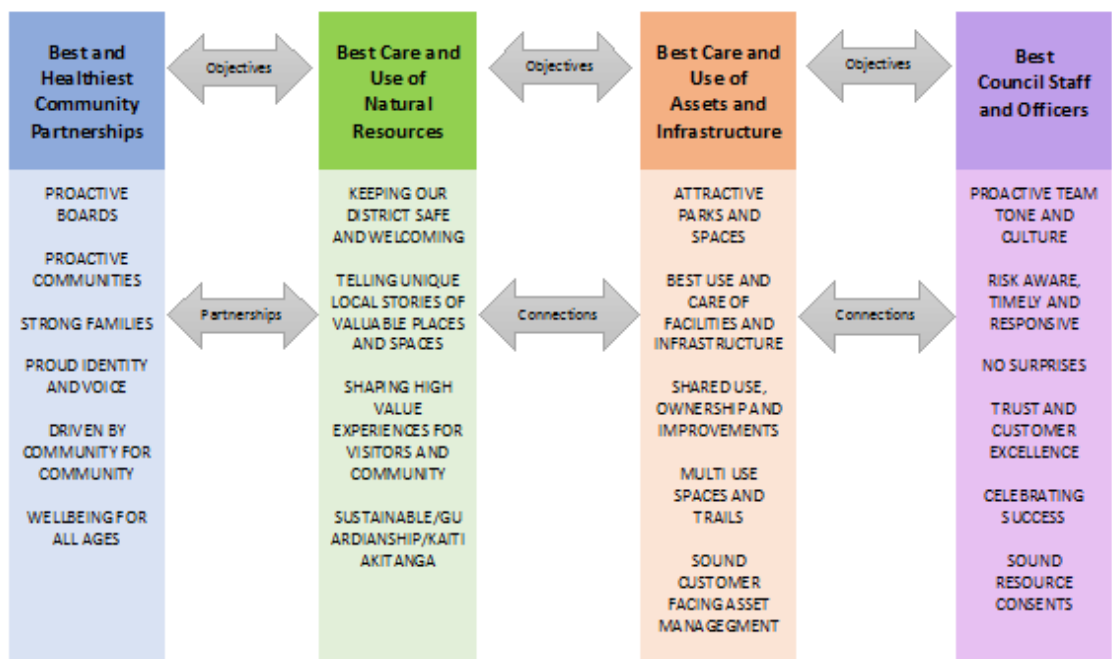 Best and
Healthiest
Community
Partnerships
Objectives
Best Care and
Use of
Natural
Resources
Objectives
Best Care and
Use of
Assets and
Infrastructure
Objectives
Best
Council Staff
and Officers
PROACTIVE
BOARDS
PROACTIVE
COMMUNITIES
STRONG FAMILIES
PROUD IDENTITY
AND VOICE
DRIVEN BY
COMMUNITY FOR
COMMUNITY
WELLBEING FOR
ALL AGES
Partnerships
KEEPING OUR
DISTRICT SAFE
AND WELCOMING
TELLING UNIQUE
LOCAL STORIES OF
VALUABLE PLACES
AND SPACES
SHAPING HIGH
VALUE
EXPERIENCES FOR
VISITORS AND
COMMUNITY
SUSTAINABLE/GU
ARDIANSHIP/KAITI
AKITANGA
Connections
ATTRACTIVE
PARKS AND
SPACES
BEST USE AND
CARE OF
FACILITIES AND
INFRASTRUCTURE
SHARED USE,
OWNERSHIP AND
IMPROVEMENTS
MULTI USE
SPACES AND
TRAILS
SOUND
CUSTOMER
FACING ASSET
MANAGEGMENT
Connections
PROACTIVE TEAM
TONE AND
CULTURE
RISK AWARE,
TIMELY AND
RESPONSIVE
NO SURPRISES
TRUST AND
CUSTOMER
EXCELLENCE
CELEBRATING
SUCCESS
SOUND
RESOURCE
CONSENTS